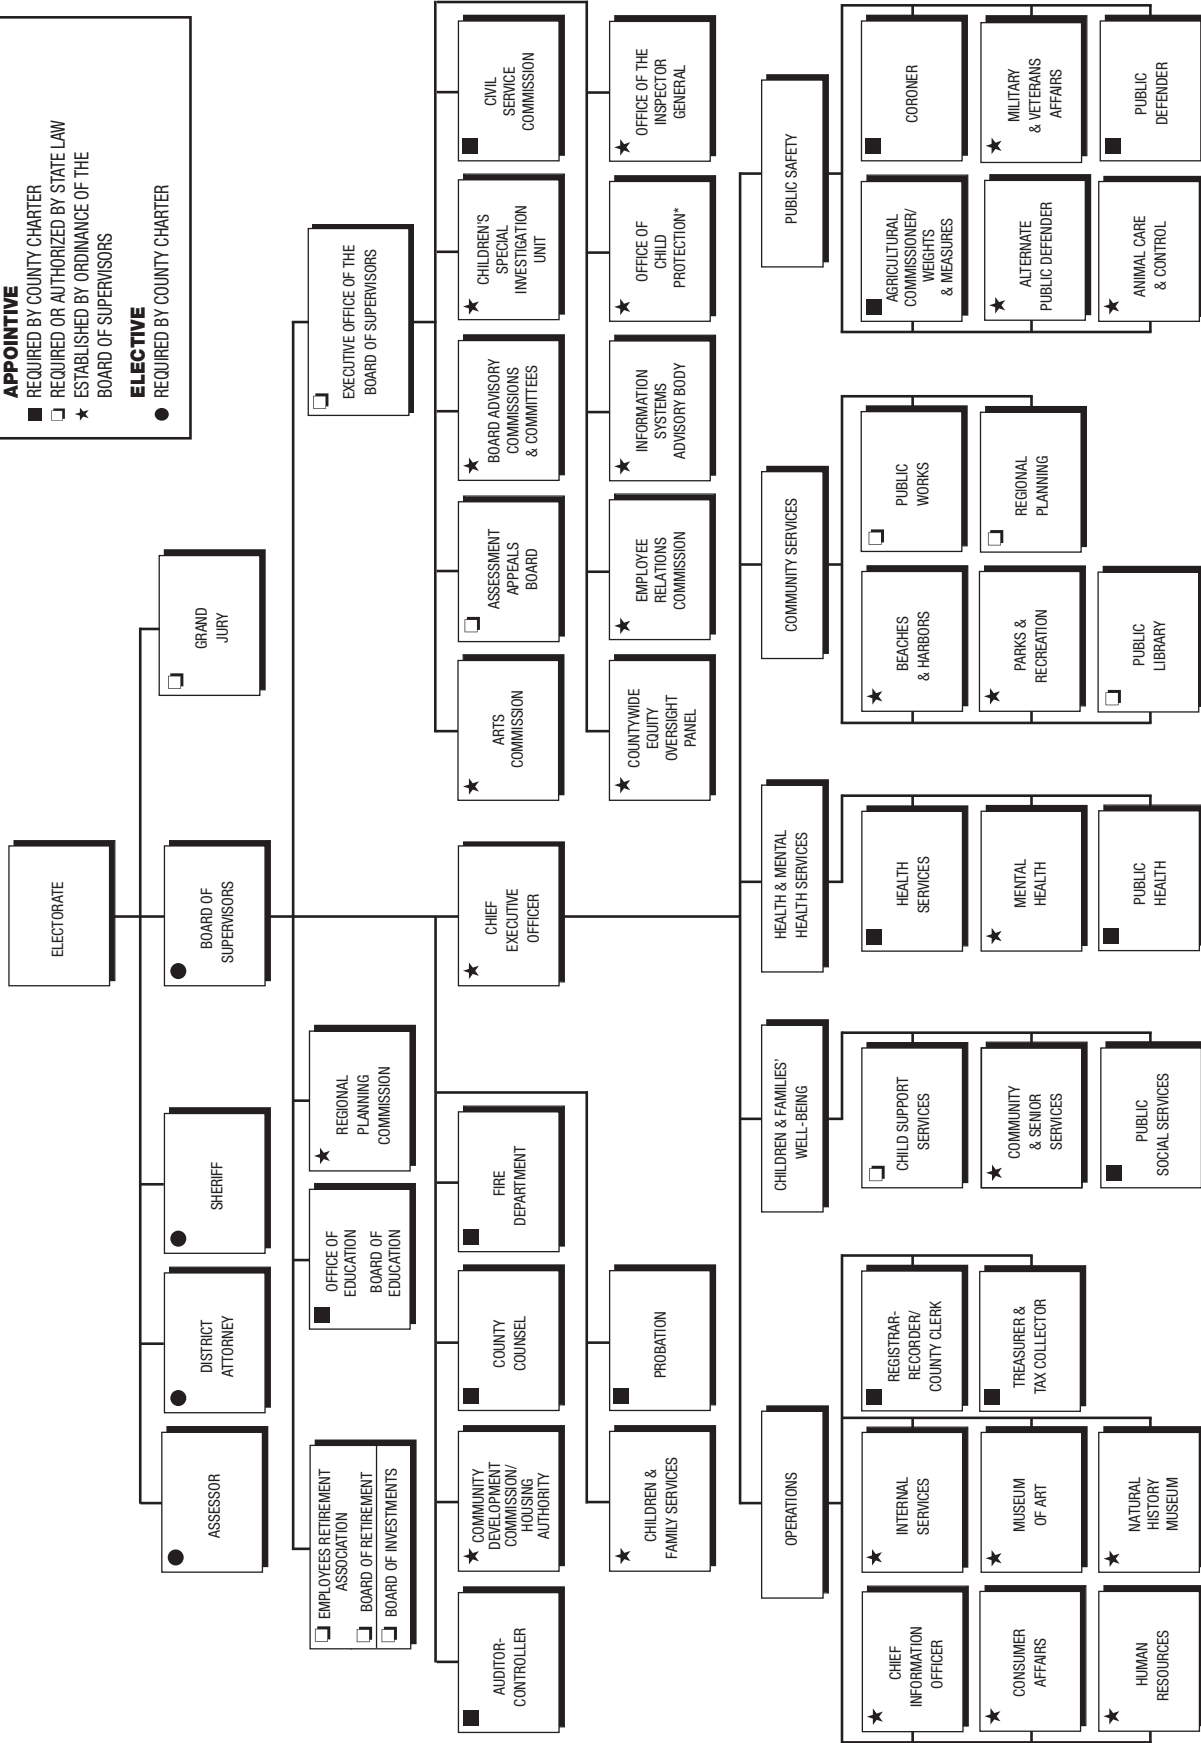 APPOINTIVE
■ REQUIRED BY COUNTY CHARTER
❏ REQUIRED OR AUTHORIZED BY STATE LAW
★ ESTABLISHED BY ORDINANCE OF THE
BOARD OF SUPERVISORS
ELECTIVE
● REQUIRED BY COUNTY CHARTER
ELECTORATE
● ASSESSOR
● DISTRICT
ATTORNEY
● SHERIFF
● BOARD OF
SUPERVISORS
❏ GRAND
JURY
❏ EMPLOYEES RETIREMENT
ASSOCIATION
❏ BOARD OF RETIREMENT
❏ BOARD OF INVESTMENTS
■ OFFICE OF
EDUCATION
BOARD OF
EDUCATION
★ REGIONAL
PLANNING
COMMISSION
❏ EXECUTIVE OFFICE OF THE
BOARD OF SUPERVISORS
■ AUDITOR-
CONTROLLER
★ COMMUNITY
DEVELOPMENT
COMMISSION/
HOUSING
AUTHORITY
■ COUNTY
COUNSEL
■ FIRE
DEPARTMENT
★ CHIEF
EXECUTIVE
OFFICER
★ ARTS
COMMISSION
❏ ASSESSMENT
APPEALS
BOARD
★ BOARD ADVISORY
COMMISSIONS
& COMMITTEES
★ CHILDREN'S
SPECIAL
INVESTIGATION
UNIT
■ CIVIL
SERVICE
COMMISSION
★ CHILDREN &
FAMILY SERVICES
■ PROBATION
★ COUNTYWIDE
EQUITY
OVERSIGHT
PANEL
★ EMPLOYEE
RELATIONS
COMMISSION
★ INFORMATION
SYSTEMS
ADVISORY BODY
★ OFFICE OF
CHILD
PROTECTION*
★ OFFICE OF THE
INSPECTOR
GENERAL
OPERATIONS
CHILDREN & FAMILIES'
WELL-BEING
HEALTH & MENTAL
HEALTH SERVICES
COMMUNITY SERVICES
PUBLIC SAFETY
★ CHIEF
INFORMATION
OFFICER
★ INTERNAL
SERVICES
■ REGISTRAR-
RECORDER/
COUNTY CLERK
❏ CHILD SUPPORT
SERVICES
■ HEALTH
SERVICES
★ BEACHES
& HARBORS
❏ PUBLIC
WORKS
■ AGRICULTURAL
COMMISSIONER/
WEIGHTS
& MEASURES
■ CORONER
★ CONSUMER
AFFAIRS
★ MUSEUM
OF ART
■ TREASURER &
TAX COLLECTOR
★ COMMUNITY
& SENIOR
SERVICES
★ MENTAL
HEALTH
★ PARKS &
RECREATION
❏ REGIONAL
PLANNING
★ ALTERNATE
PUBLIC DEFENDER
★ MILITARY
& VETERANS
AFFAIRS
★ HUMAN
RESOURCES
★ NATURAL
HISTORY
MUSEUM
■ PUBLIC
SOCIAL SERVICES
■ PUBLIC
HEALTH
❏ PUBLIC
LIBRARY
★ ANIMAL CARE
& CONTROL
■ PUBLIC
DEFENDER